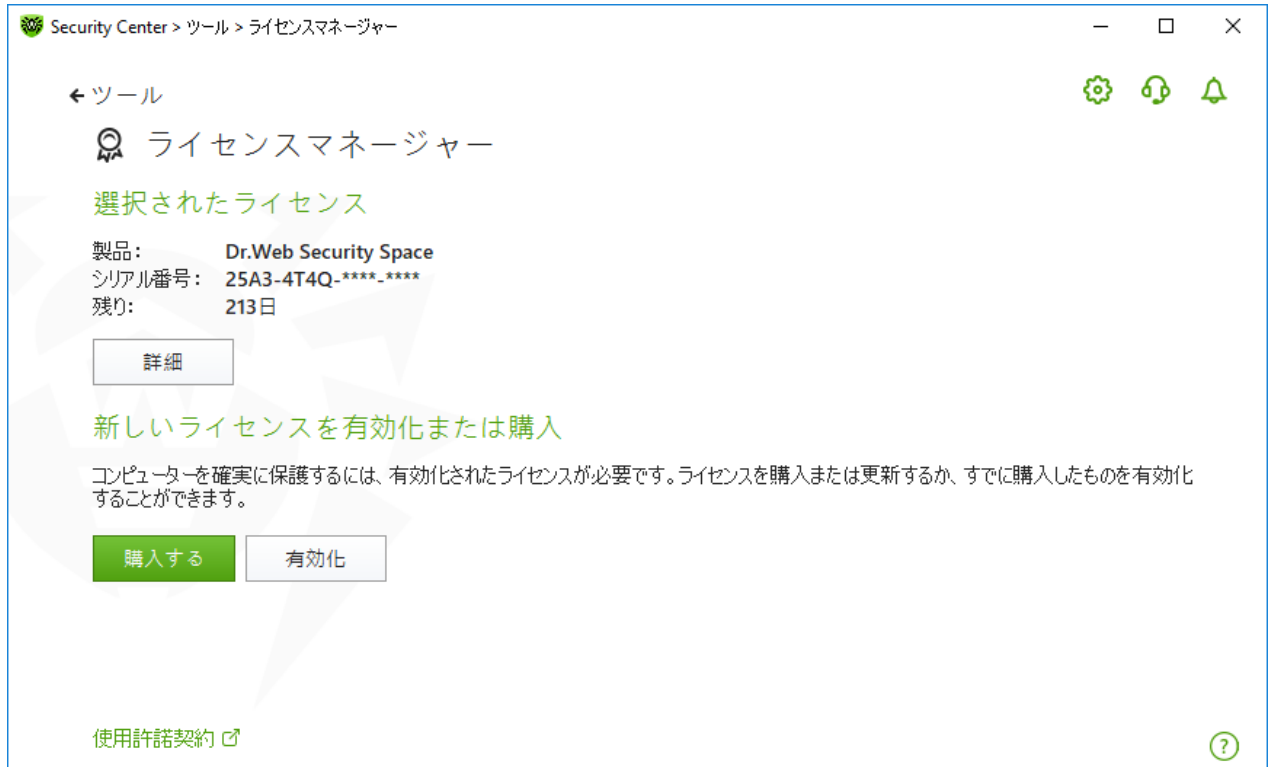 Security Center > ツール > ライセンスマネージャー
ツール
ライセンスマネージャー
選択されたライセンス
製品： Dr.Web Security Space
シリアル番号： 25A3-4T4Q-****-****
残り: 213日
詳細
新しいライセンスを有効化または購入
コンピューターを確実に保護するには、有効化されたライセンスが必要です。ライセンスを購入または更新するか、すでに購入したものを有効化
することができます。
購入する 有効化
使用許諾契約
?